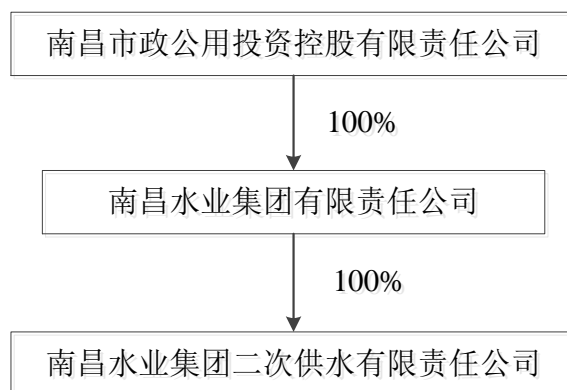 南昌市政公用投资控股有限责任公司
100%
南昌水业集团有限责任公司
100%
南昌水业集团二次供水有限责任公司